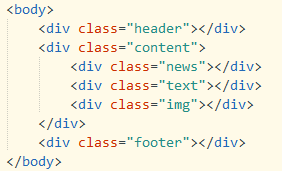 <body>
    <div class="header"></div>
    <div class="content">
        <div class="news"></div>
        <div class="text"></div>
        <div class="img"></div>
    </div>
    <div class="footer"></div>
</body>